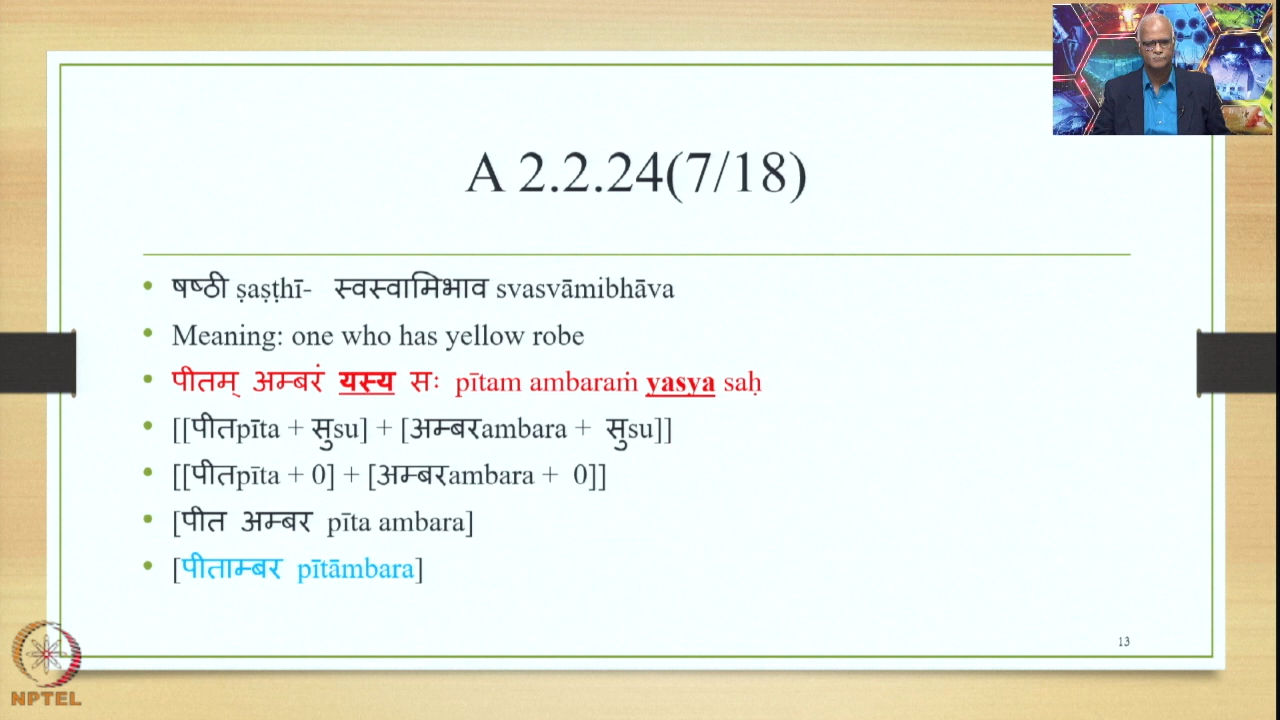 A 2.2.24(7/18)
• षष्ठी ṣaṣṭhī- स्वस्वामिभाव svasvāmibhāva
• Meaning: one who has yellow robe
• पीतम् अम्बरं यस्य सः pītam ambaraṁ yasya saḥ
• [[पीतpīta + सुsu] + [अम्बरambara + सुsu]]
• [[पीतpīta + 0] + [अम्बरambara + 0]]
• [पीत अम्बर pīta ambara]
• [पीताम्बर pītāmbara]
13
NPTEL